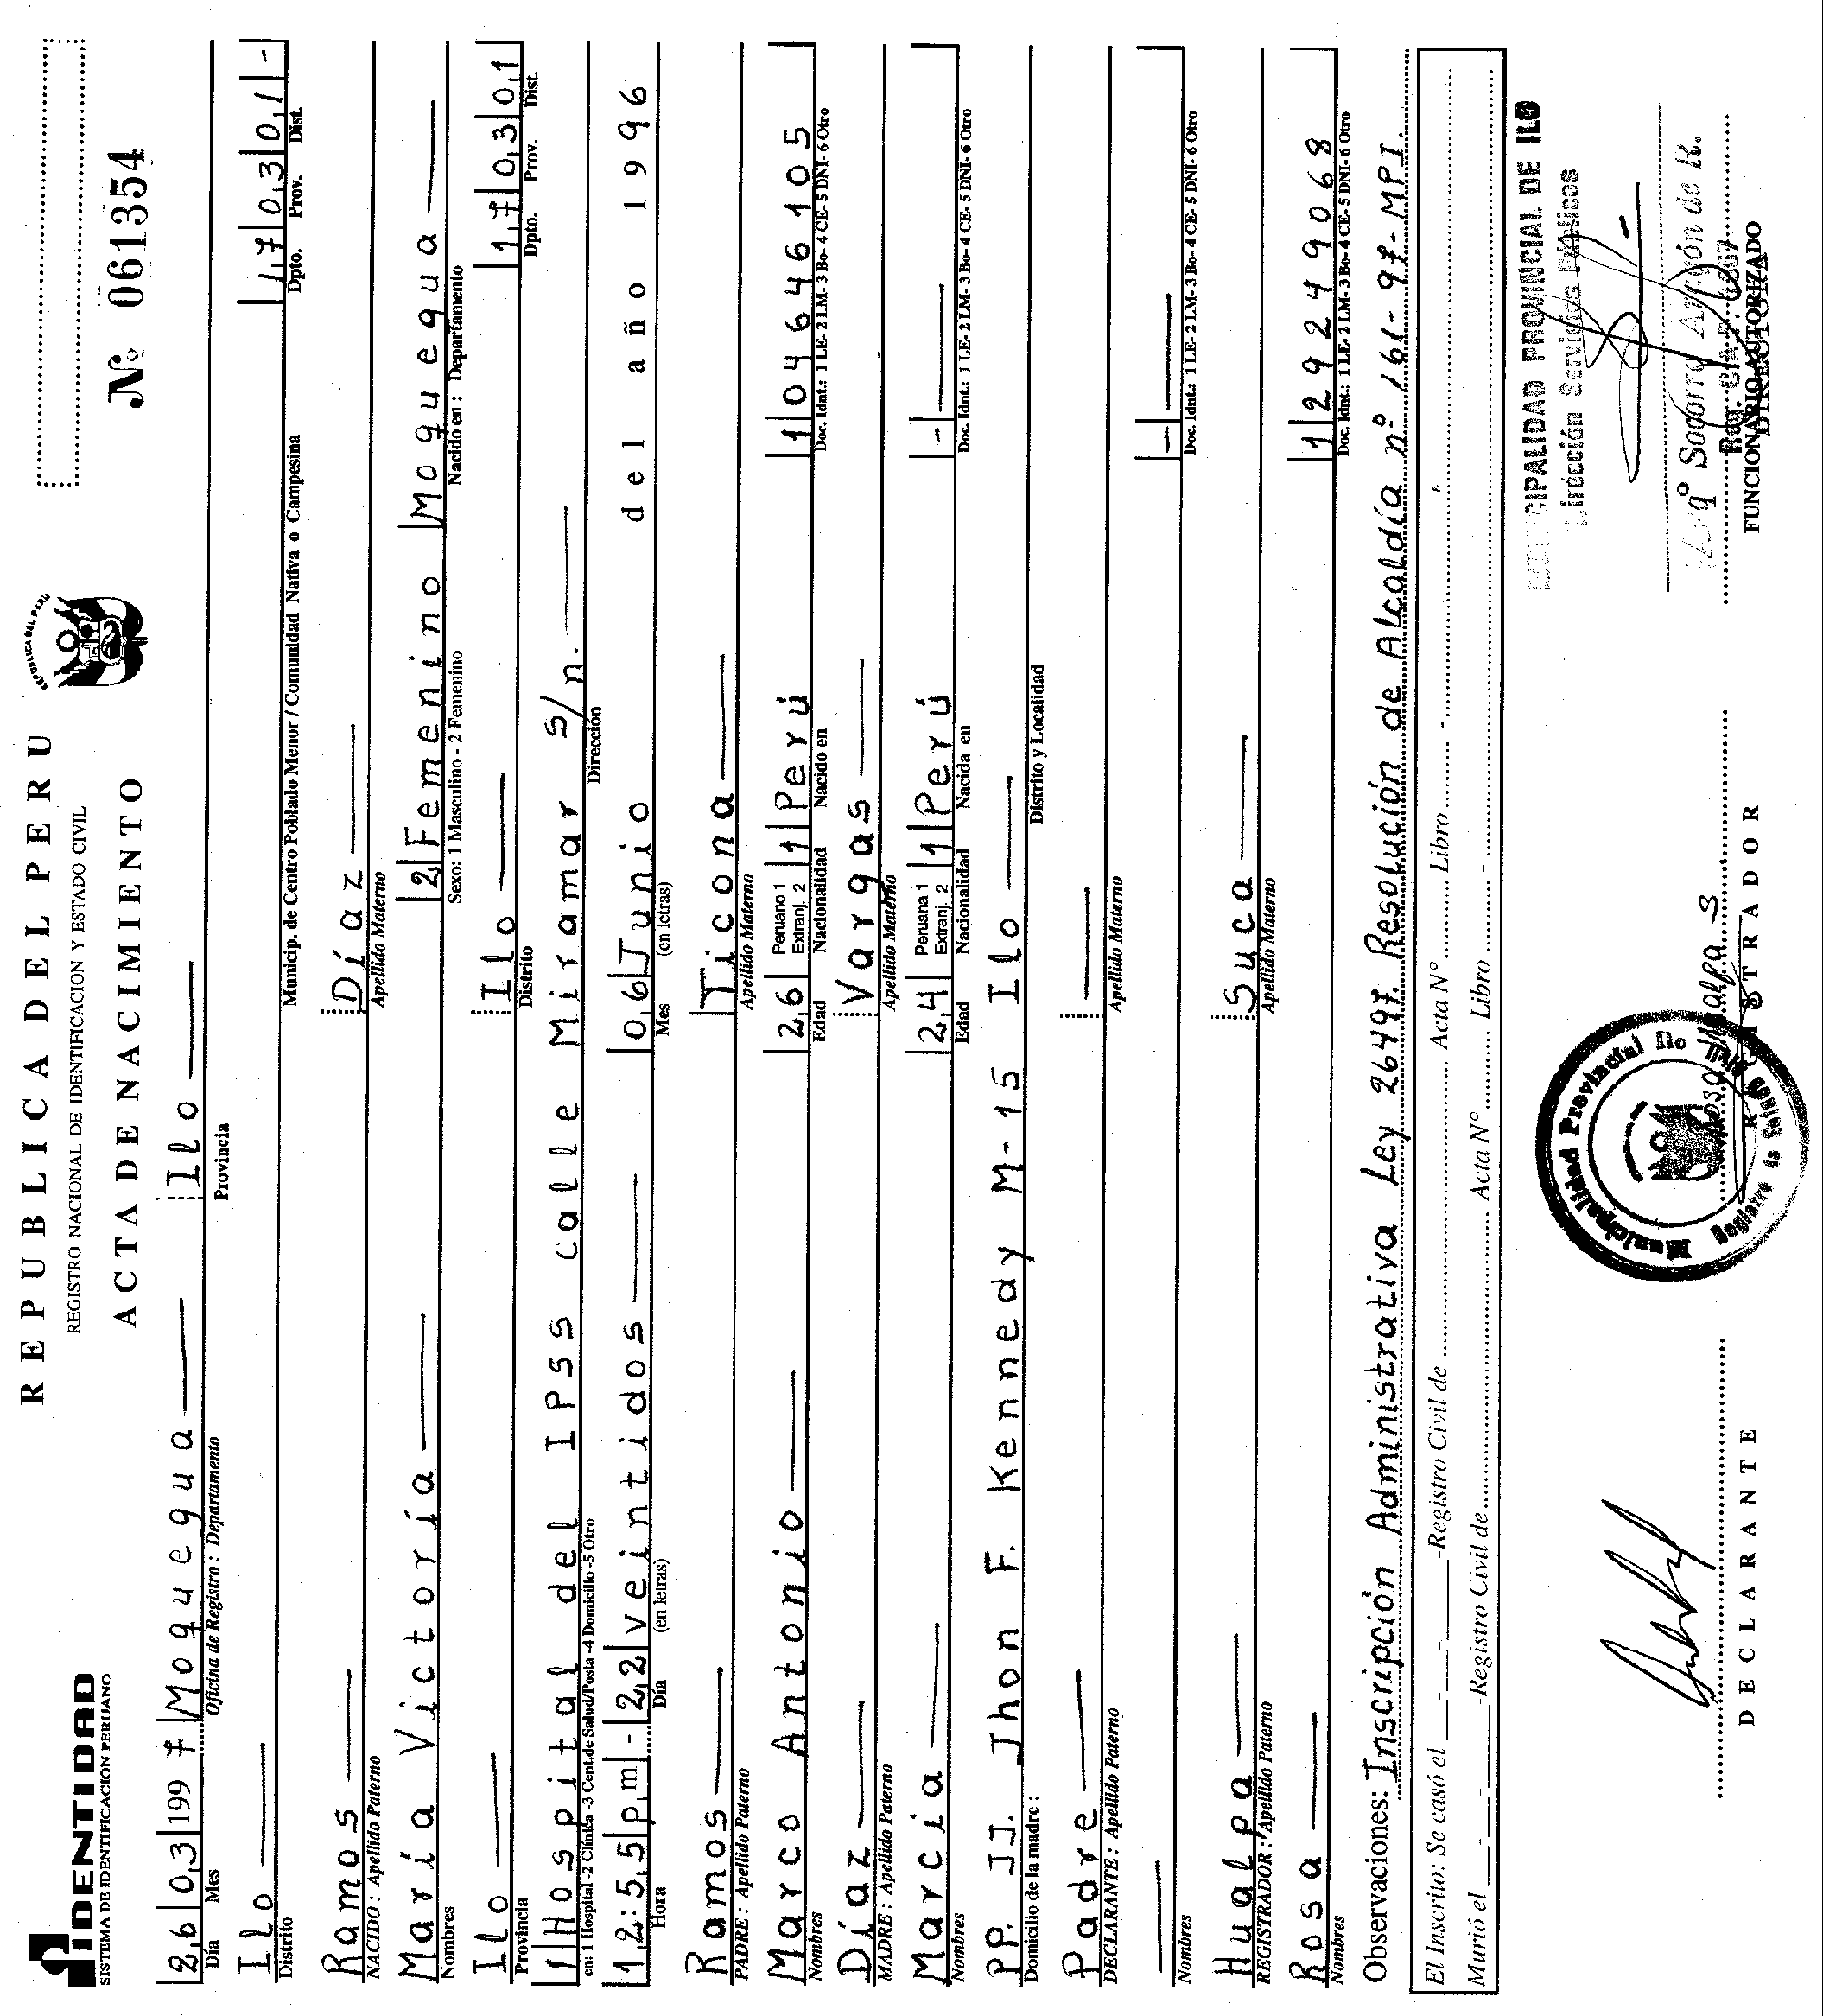 IDENTIDAD
SISTEMA DE IDENTIFICACION PERUANO
REPUBLICA DEL PERU
REPUBLICA DEL PERU
REGISTRO NACIONAL DE IDENTIFICACION Y ESTADO CIVIL
ACTA DE NACIMIENTO
Nº 061354
26 03 1997 Moquegua Ilo
Día Mes Oficina de Registro : Departamento Provincia
Ilo 17 03 01 -
Distrito Municip. de Centro Poblado Menor / Comunidad Nativa o Campesina Dpto. Prov. Dist.
Ramos Díaz
NACIDO : Apellido Paterno Apellido Materno
María Victoria 2 Femenino Moquegua
Nombres Sexo: 1 Masculino - 2 Femenino Nacido en : Departamento
Ilo Ilo 17 03 01
Provincia Distrito Dpto. Prov. Dist.
1 Hospital del IPSS calle Miramar s/n.
en: 1 Hospital -2 Clínica -3 Cent.de Salud/Posta -4 Domicilio -5 Otro Dirección
12:55 pm - 22 veintidos 06 Junio del año 1996
Hora Día (en letras) Mes (en letras)
Ramos Ticona
PADRE : Apellido Paterno Apellido Materno
Marco Antonio 26 Peruano 1 Extranj. 2 1 Perú 1 04646105
Nombres Edad Nacionalidad Nacido en Doc. Idnt.: 1 LE- 2 LM- 3 Bo- 4 CE- 5 DNI- 6 Otro
Díaz Vargas
MADRE : Apellido Paterno Apellido Materno
Marcia 24 Peruana 1 Extranj. 2 1 Perú -
Nombres Edad Nacionalidad Nacida en Doc. Idnt.: 1 LE- 2 LM- 3 Bo- 4 CE- 5 DNI- 6 Otro
PP. JJ. Jhon F. Kennedy M-15 Ilo
Domicilio de la madre : Distrito y Localidad
Padre
DECLARANTE : Apellido Paterno Apellido Materno
-
Nombres Doc. Idnt.: 1 LE- 2 LM- 3 Bo- 4 CE- 5 DNI- 6 Otro
Hualpa Suca
REGISTRADOR : Apellido Paterno Apellido Materno
Rosa 1 29249068
Nombres Doc. Idnt.: 1 LE- 2 LM- 3 Bo- 4 CE- 5 DNI- 6 Otro
Observaciones: Inscripción Administrativa Ley 26497. Resolución de Alcaldía nº 161-97-MPI.
El Inscrito: Se casó el - - -Registro Civil de Acta N° Libro -
Murió el - - -Registro Civil de Acta N° Libro -
PROVINCIAL DE ILO
Dirección Servicios Públicos
Municipalidad Provincial Ilo
Rosa Hualpa S
Socorro de R.
DECLARANTE
REGISTRADOR
FUNCIONARIO AUTORIZADO